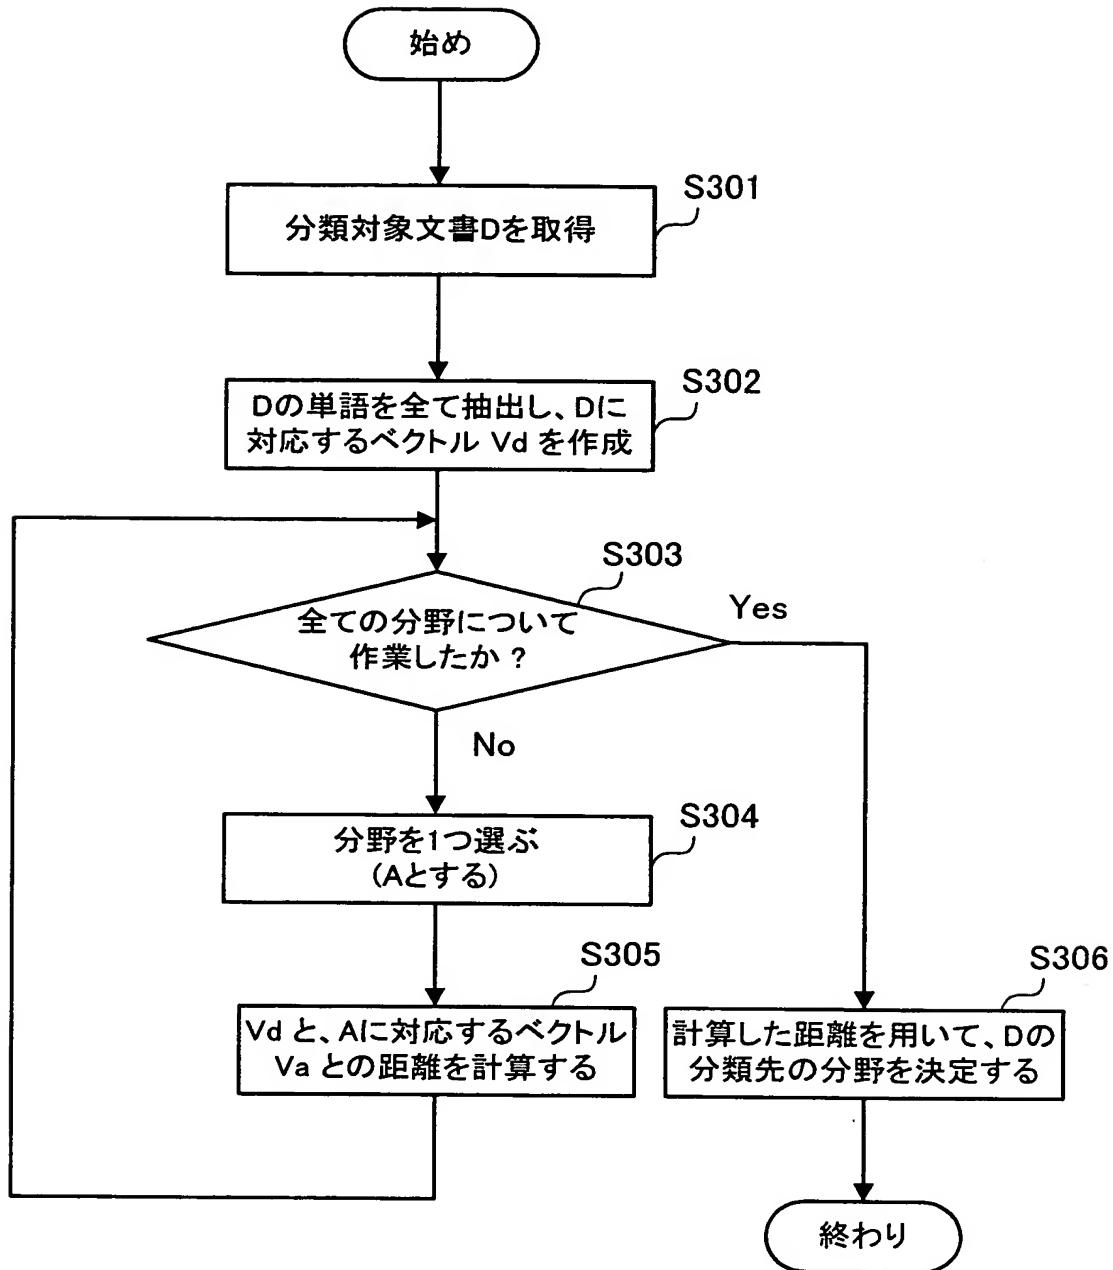 始め
S301
分類対象文書Dを取得
S302
Dの単語を全て抽出し、Dに
対応するベクトル Vd を作成
S303
全ての分野について
作業したか？
Yes
No
S304
分野を1つ選ぶ
(Aとする)
S305
Vd と、Aに対応するベクトル
Va との距離を計算する
S306
計算した距離を用いて、Dの
分類先の分野を決定する
終わり